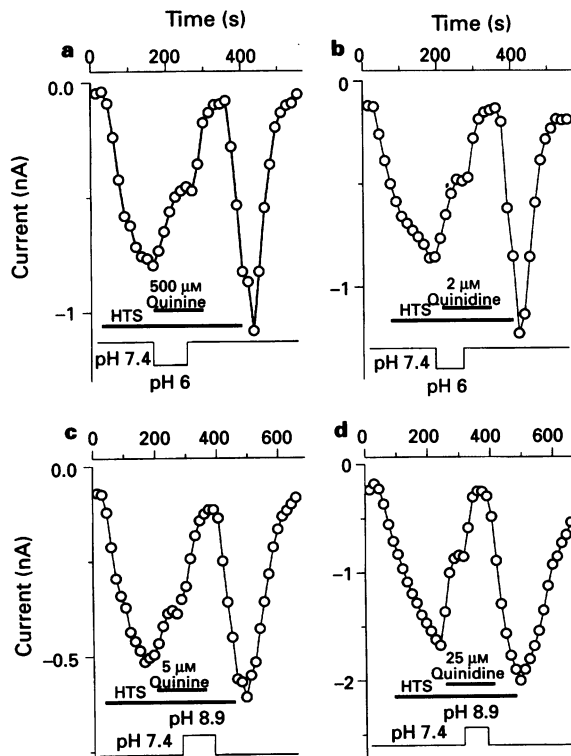 Time (s)
Time (s)
a
0 200 400
b
0 200 400
0.0
-1
Current (nA)
500 µM
Quinine
HTS
pH 7.4
pH 6
0
-1
2 µM
Quinidine
HTS
pH 7.4
pH 6
c
0 200 400 600
d
0 200 400 600
0.0
-0.5
Current (nA)
5 µM
Quinine
HTS
pH 8.9
pH 7.4
0
-1
-2
25 µM
Quinidine
HTS
pH 8.9
pH 7.4